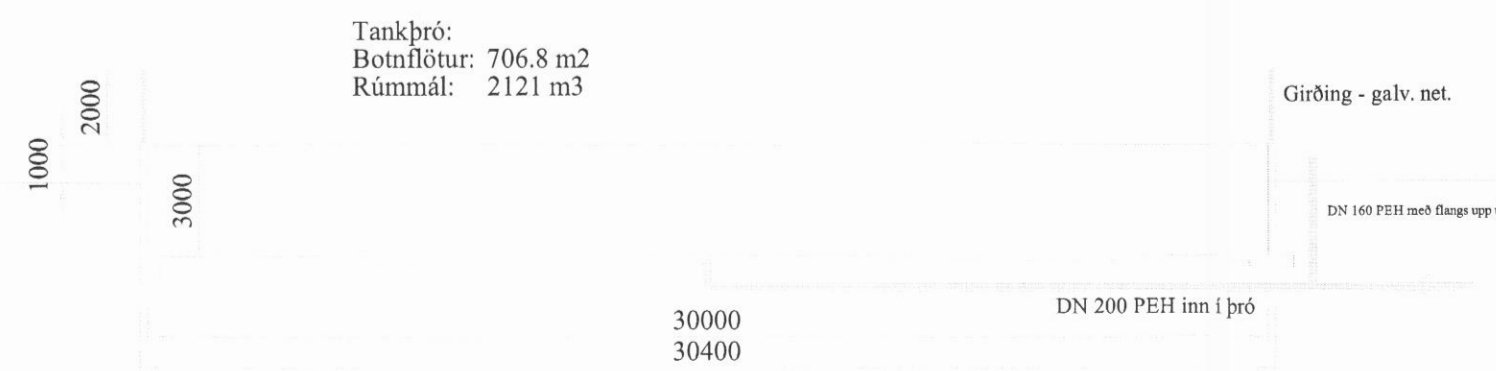 Tankþró:
Botnflötur: 706.8 m2
Rúmmál: 2121 m3
2000
1000
3000
Girðing - galv. net.
DN 160 PEH með flangs upp
DN 200 PEH inn í þró
30000
30400